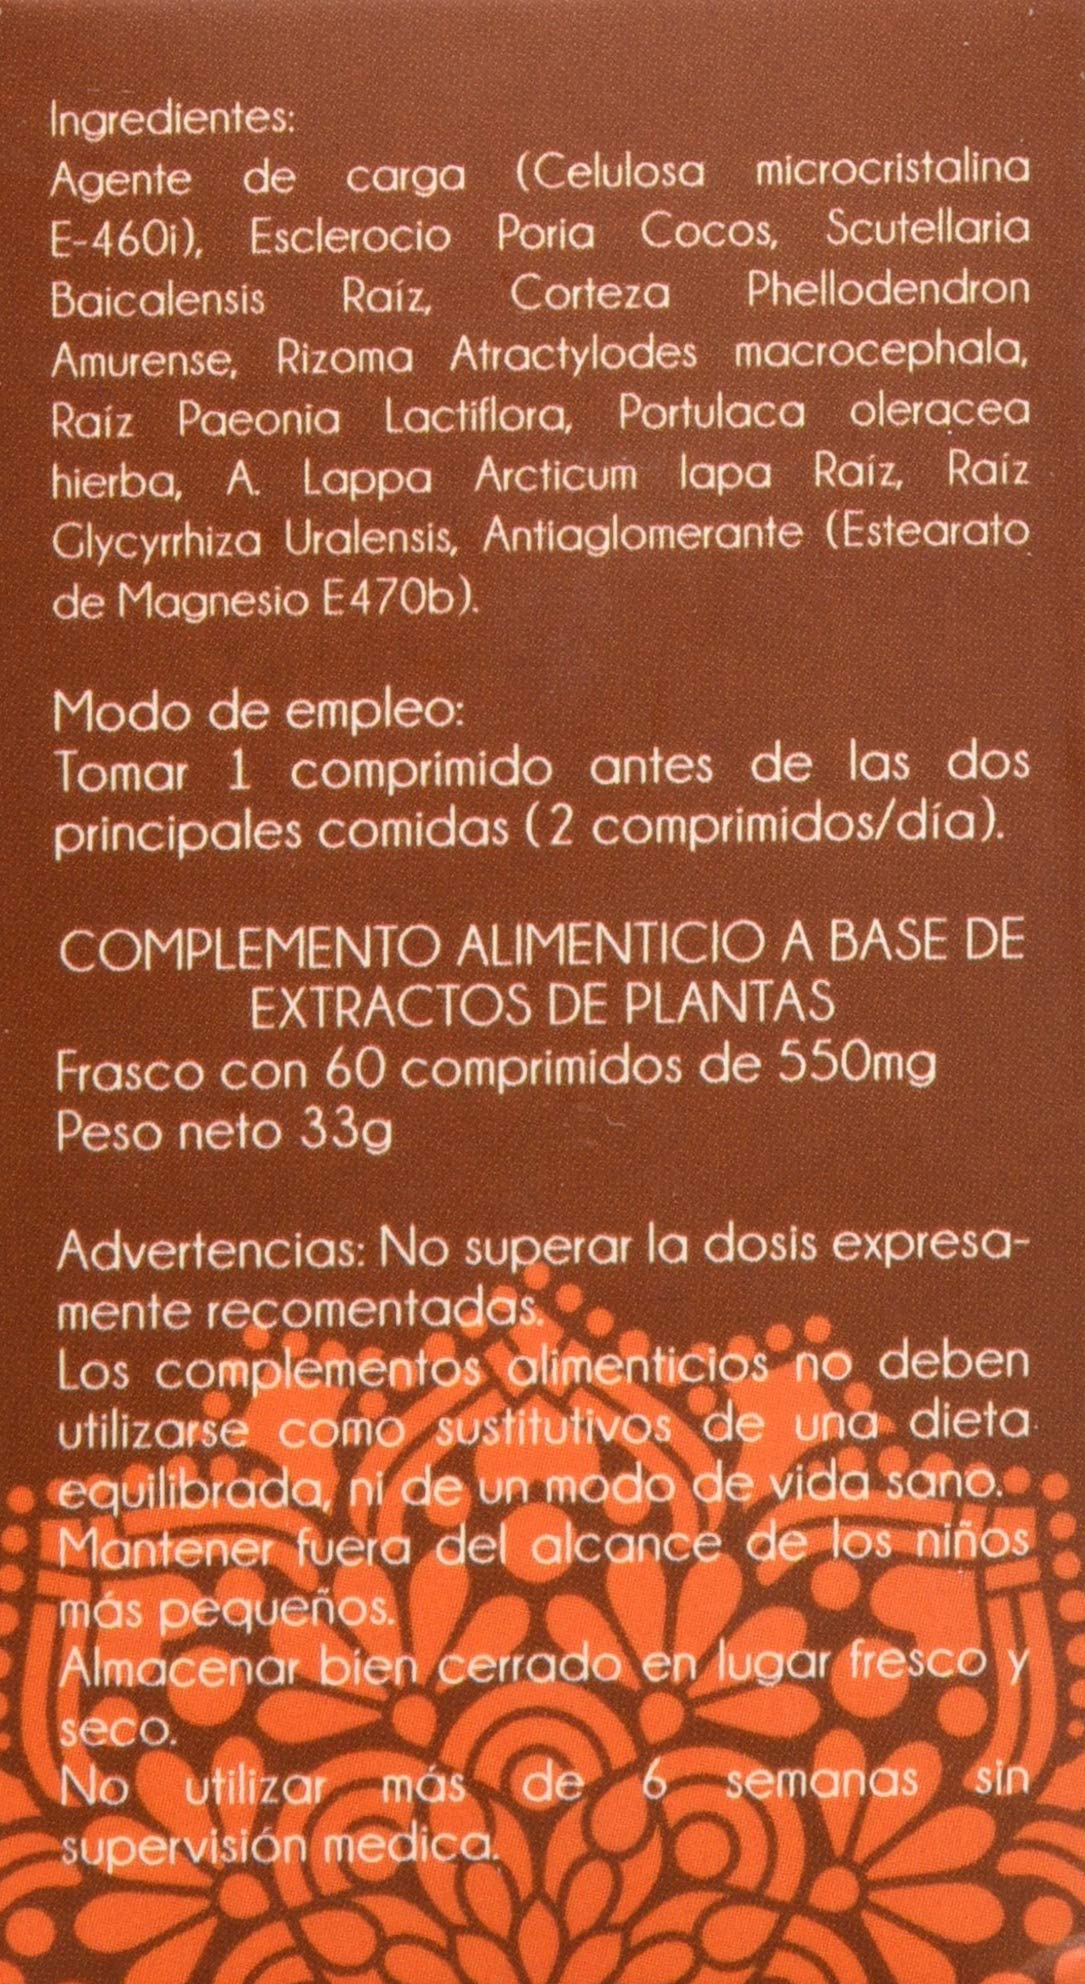 Ingredientes:
Agente de carga (Celulosa microcristalina
E-460i), Esclerocio Poria Cocos, Scutellaria
Baicalensis Raíz, Corteza Phellodendron
Amurense, Rizoma Atractylodes macrocephala,
Raíz Paeonia Lactiflora, Portulaca oleracea
hierba, A. Lappa Arcticum lapa Raíz, Raíz
Glycyrrhiza Uralensis, Antiaglomerante (Estearato
de Magnesio E470b).
Modo de empleo:
Tomar 1 comprimido antes de las dos
principales comidas (2 comprimidos/día).
COMPLEMENTO ALIMENTICIO A BASE DE
EXTRACTOS DE PLANTAS
Frasco con 60 comprimidos de 550mg
Peso neto 33g
Advertencias: No superar la dosis expresa-
mente recomentadas.
Los complementos alimenticios no deben
utilizarse como sustitutivos de una dieta
equilibrada, ni de un modo de vida sano.
Mantener fuera del alcance de los niños
más pequeños.
Almacenar bien cerrado en lugar fresco y
seco.
No utilizar más de 6 semanas sin
supervisión medica.